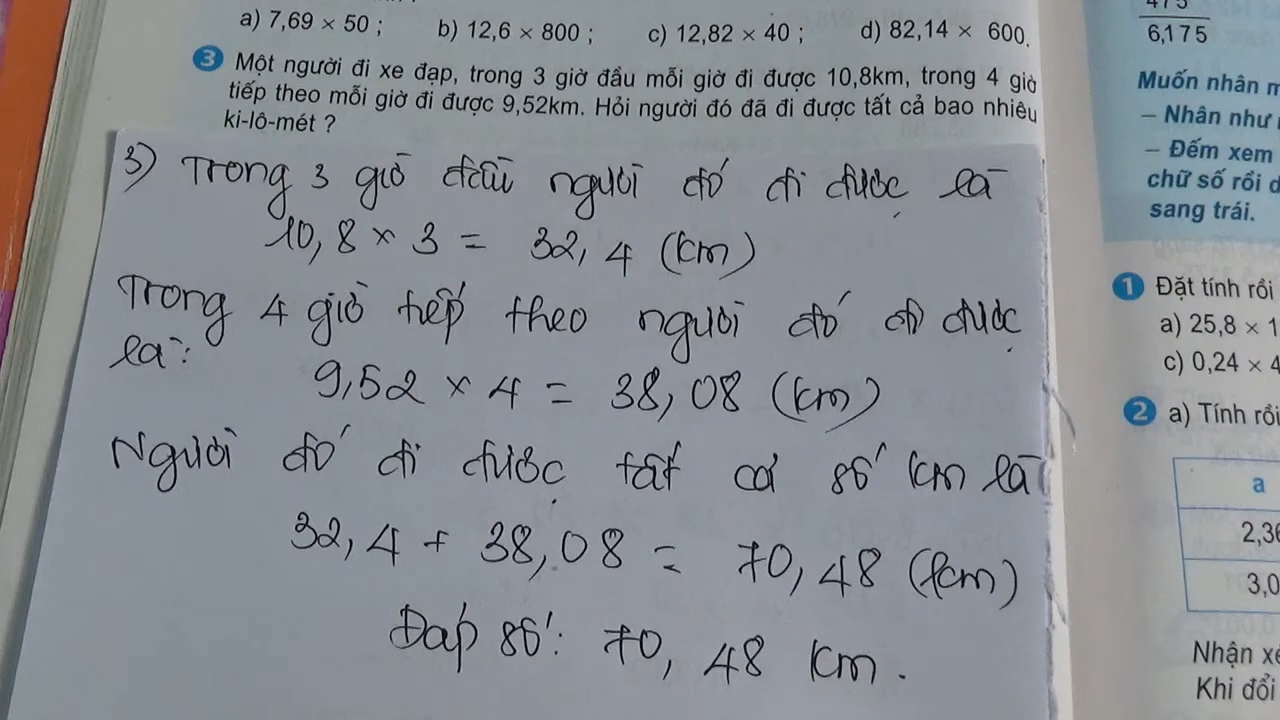 a) 7,69 × 50 ; b) 12,6 × 800 ; c) 12,82 × 40 ; d) 82,14 × 600.
3 Một người đi xe đạp, trong 3 giờ đầu mỗi giờ đi được 10,8km, trong 4 giờ
tiếp theo mỗi giờ đi được 9,52km. Hỏi người đó đã đi được tất cả bao nhiêu
ki-lô-mét ?
3) Trong 3 giờ đầu người đó đi được là
10,8 × 3 = 32,4 (km)
Trong 4 giờ tiếp theo người đó đi được
là:
9,52 × 4 = 38,08 (km)
Người đó đi được tất cả số km là
32,4 + 38,08 = 70,48 (km)
Đáp số: 70,48 km.
6,175
Muốn nhân m
– Nhân như
– Đếm xem
chữ số rồi d
sang trái.
1 Đặt tính rồi
a) 25,8 × 1
c) 0,24 × 4
2 a) Tính rồi
a
2,36
3,0
Nhận xé
Khi đổi